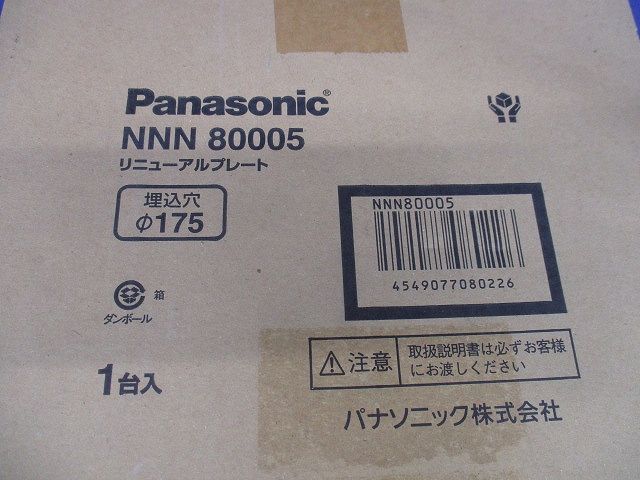 Panasonic®
NNN 80005
リニューアルプレート
埋込穴
φ175
NNN80005
4549077080226
箱
ダンボール
注意
取扱説明書は必ずお客様
にお渡しください
1台入
パナソニック株式会社